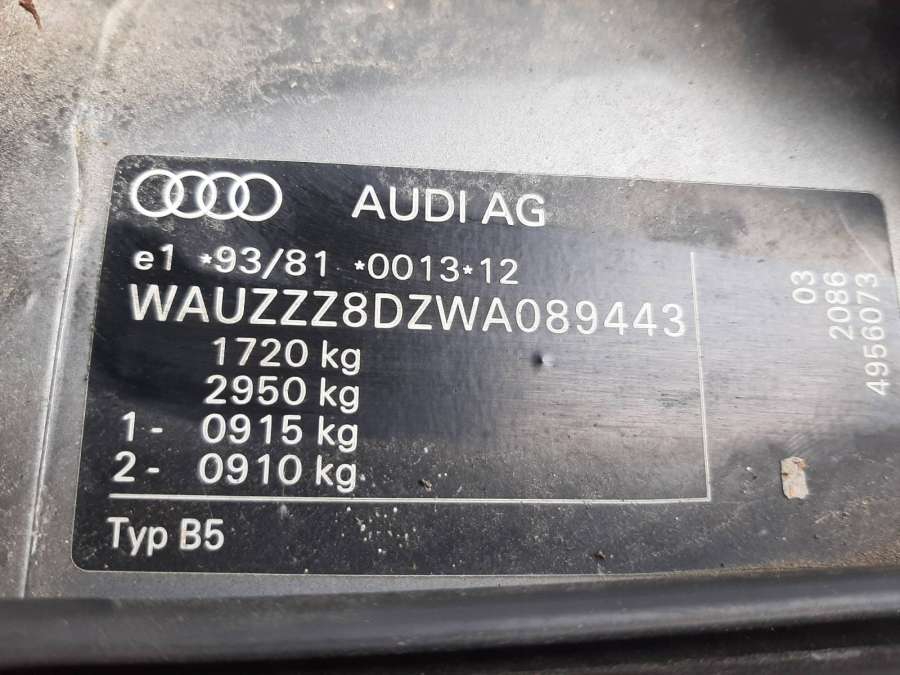 AUDI AG
e1 *93/81 *0013*12
WAUZZZ8DZWA089443
1720 kg
2950 kg
1- 0915 kg
2- 0910 kg
Typ B5
03
2086
4956073